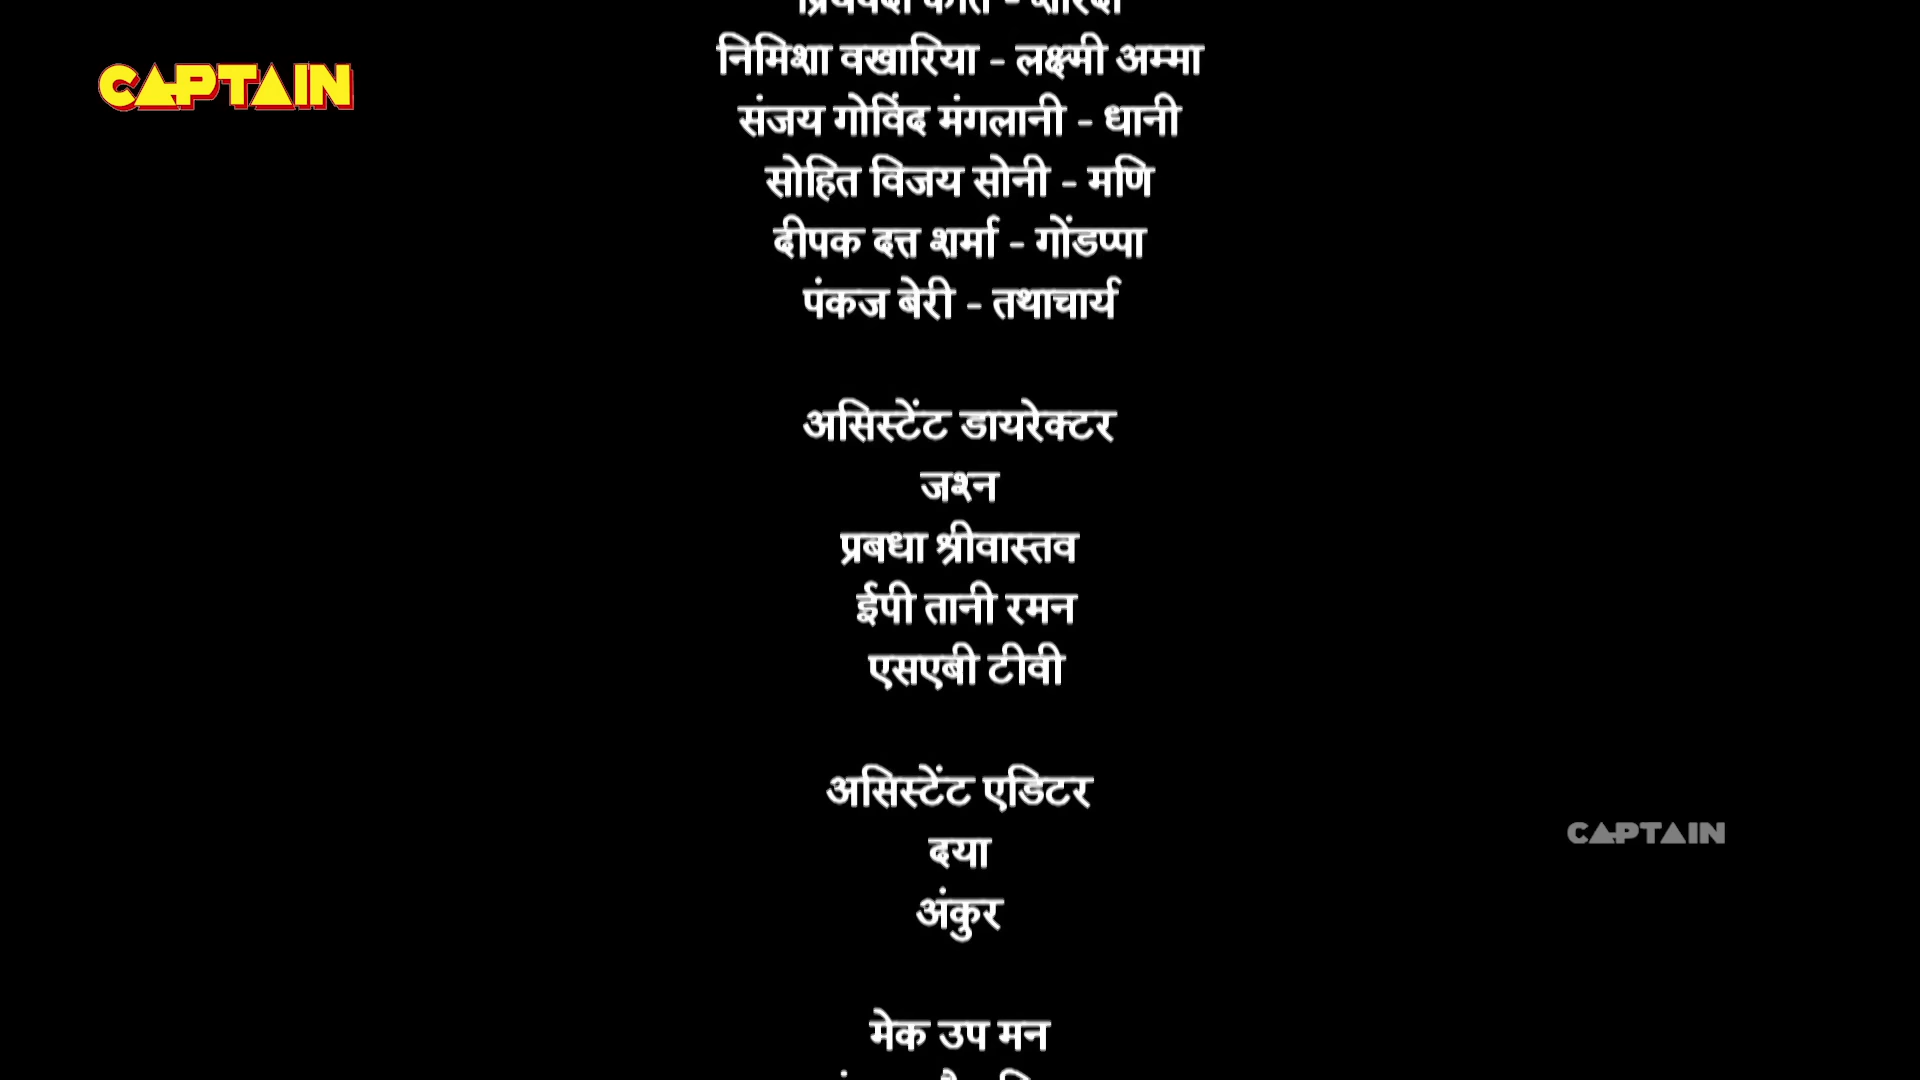 CAPTAIN
निमिशा वखारिया - लक्ष्मी अम्मा
संजय गोविंद मंगलानी - धानी
सोहित विजय सोनी - मणि
दीपक दत्त शर्मा - गोंडप्पा
पंकज बेरी - तथाचार्य
असिस्टेंट डायरेक्टर
जश्न
प्रबधा श्रीवास्तव
ईपी तानी रमन
एसएबी टीवी
असिस्टेंट एडिटर
दया
CAPTAIN
अंकुर
मेक उप मन